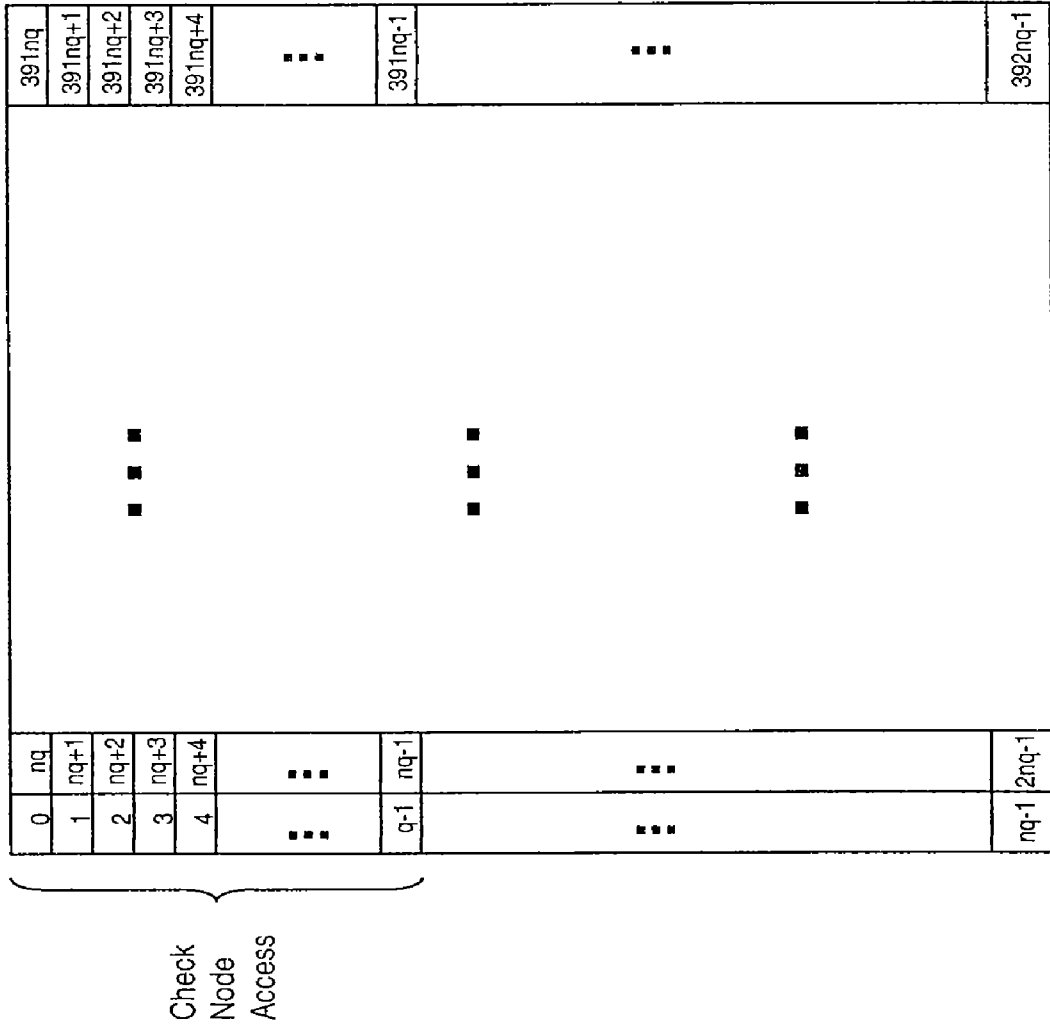 0 nq 391nq
1 nq+1 391nq+1
2 nq+2 391nq+2
3 nq+3 391nq+3
4 nq+4 391nq+4
Check
Node
Access
q-1 nq-1 391nq-1
nq-1 2nq-1 392nq-1